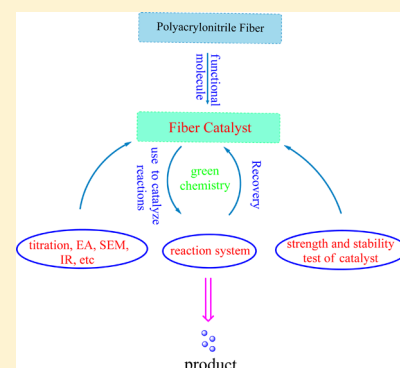 Polyacrylonitrile Fiber
functional
molecule
Fiber Catalyst
use to catalyze
reactions
green
chemistry
Recovery
titration, EA, SEM,
IR, etc
reaction system
strength and stability
test of catalyst
product